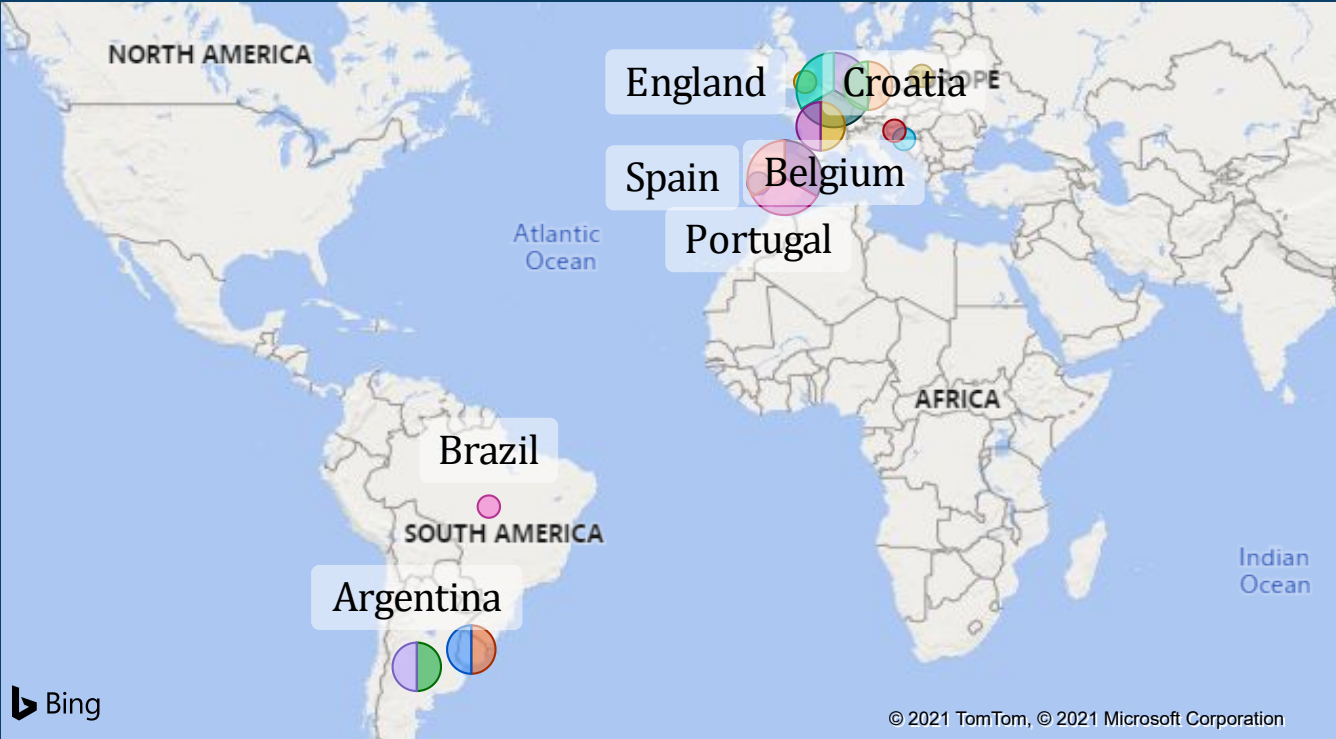 NORTH AMERICA
England
Croatia
Spain
Belgium
Portugal
Atlantic
Ocean
AFRICA
Brazil
SOUTH AMERICA
Argentina
Indian
Ocean
Bing
© 2021 TomTom, © 2021 Microsoft Corporation